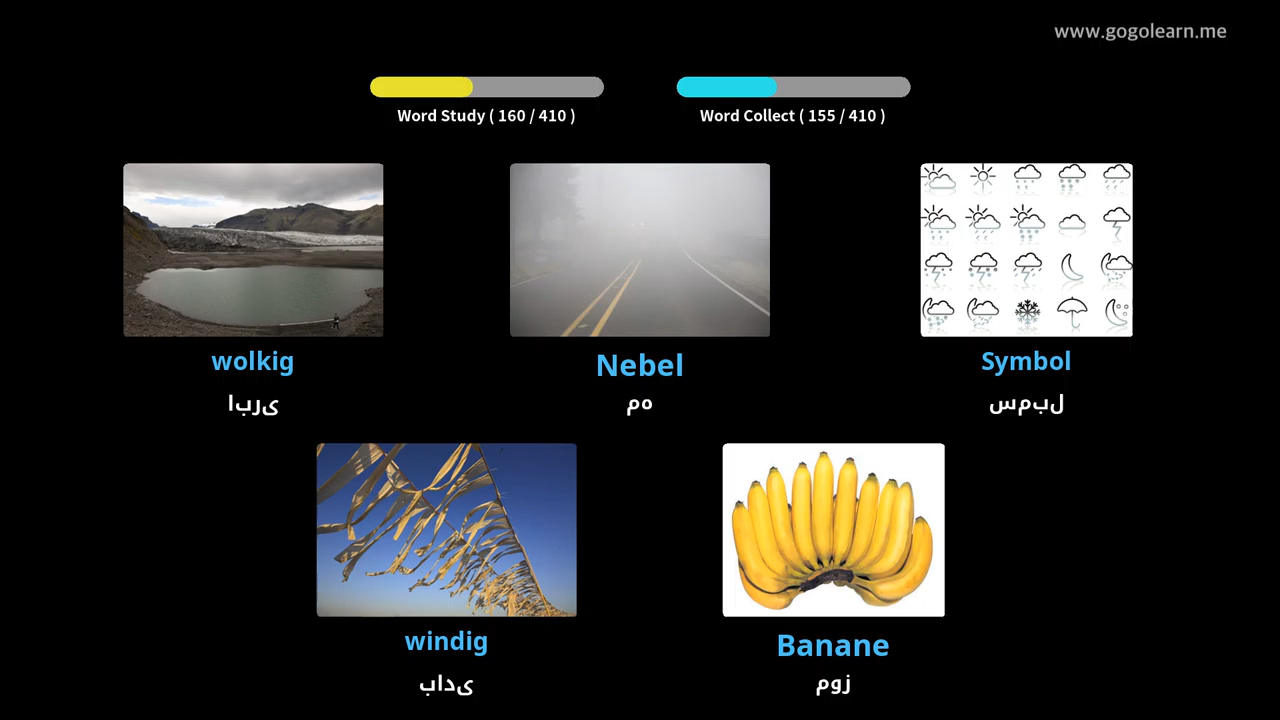 www.gogolearn.me
Word Study ( 160 / 410 )
Word Collect ( 155 / 410 )
wolkig
Nebel
Symbol
ابری
مه
سمبل
windig
Banane
بادی
موز